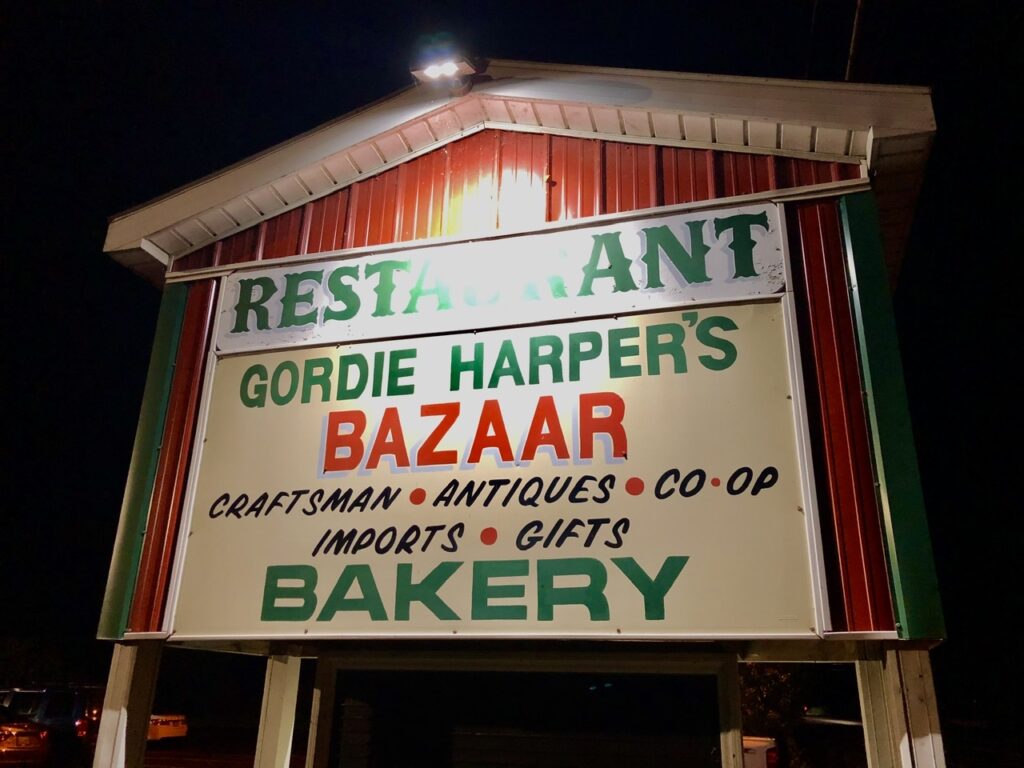 RESTAURANT
GORDIE HARPER'S
BAZAAR
CRAFTSMAN • ANTIQUES • CO•OP
IMPORTS • GIFTS
BAKERY